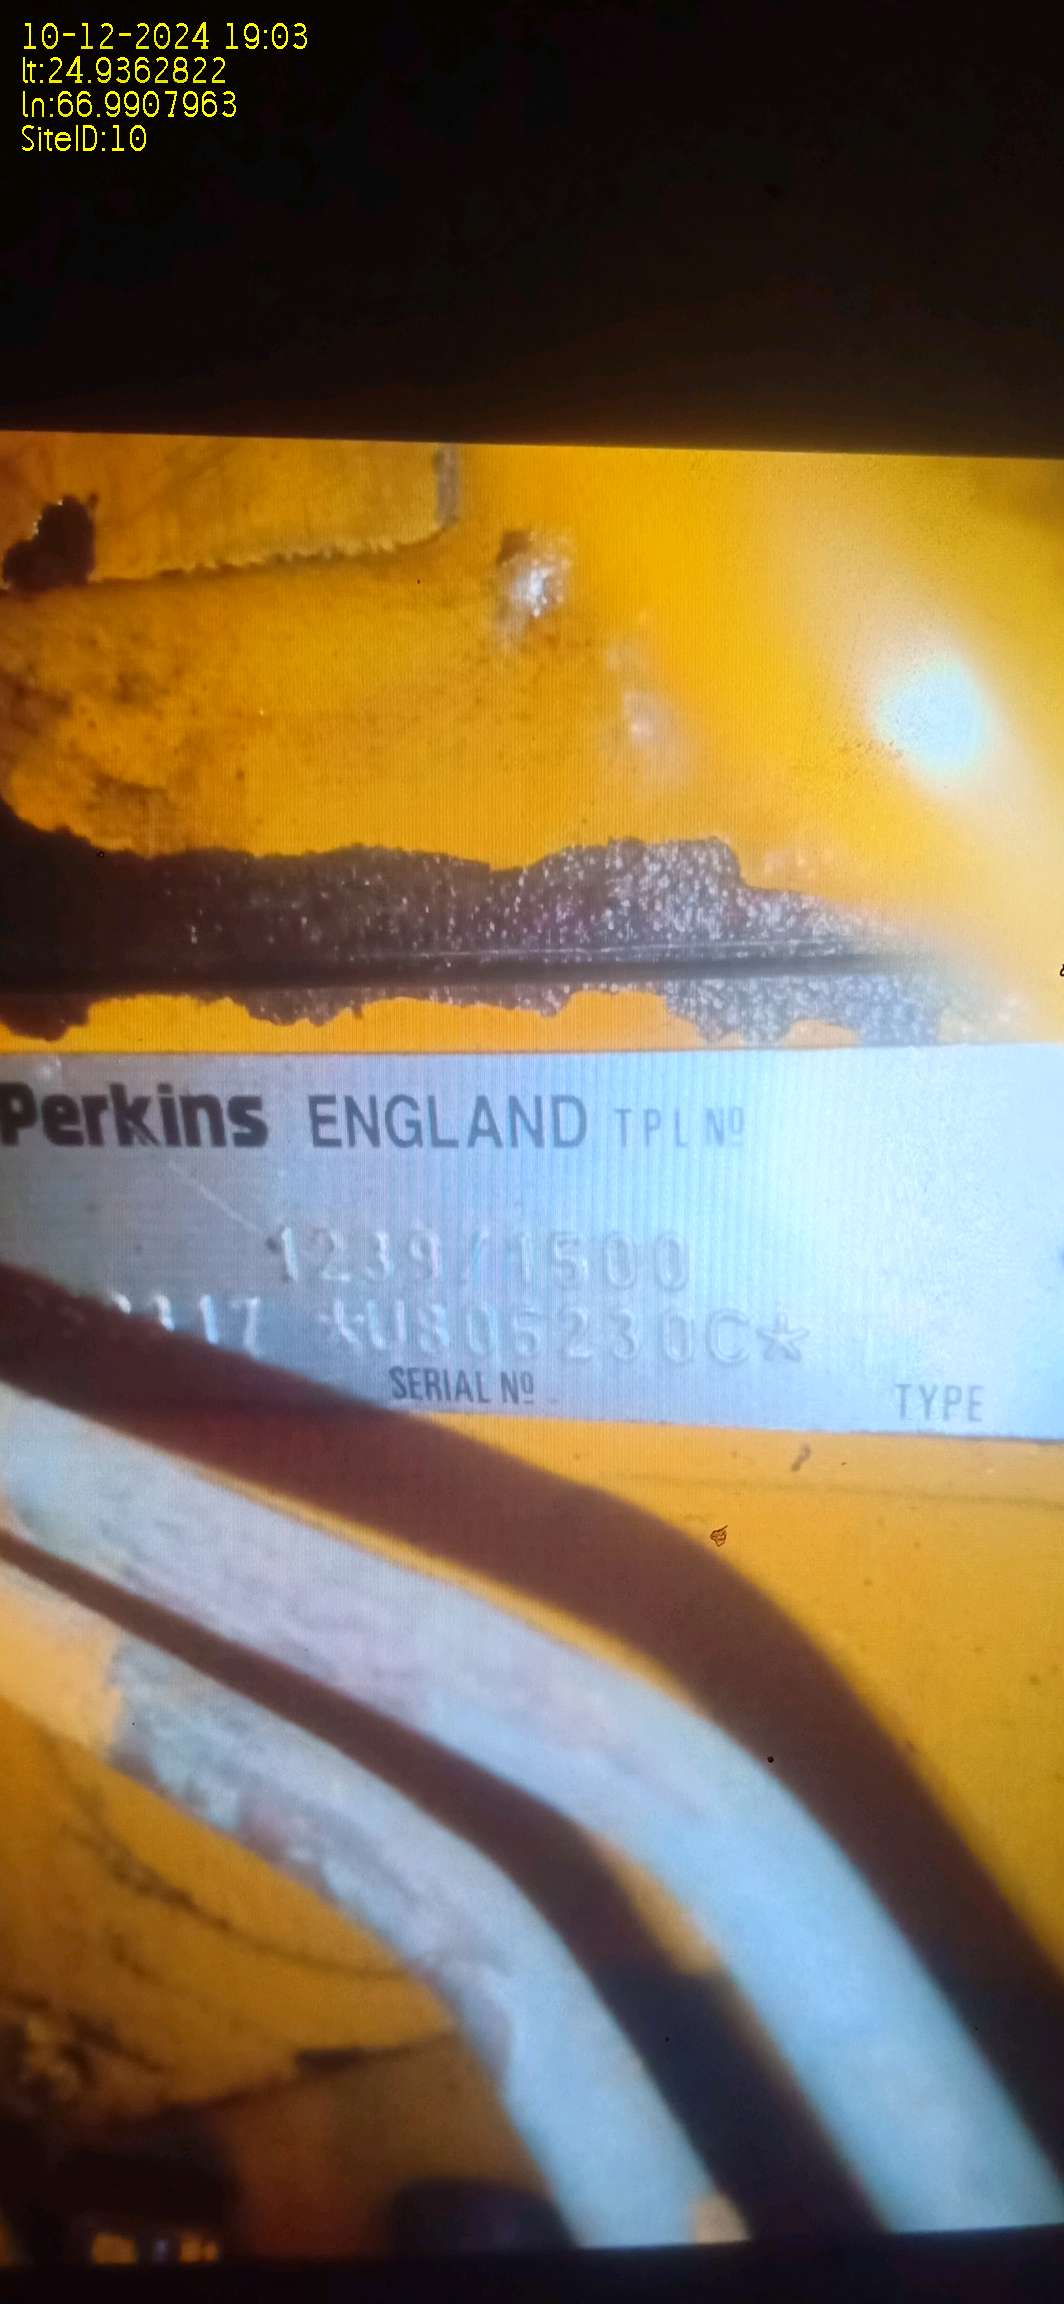 10-12-2024 19:03
lt:24.9362822
ln:66.9907963
SiteID:10
Perkins ENGLAND TPL Nº
1239/1500
*U805230C*
SERIAL Nº
TYPE